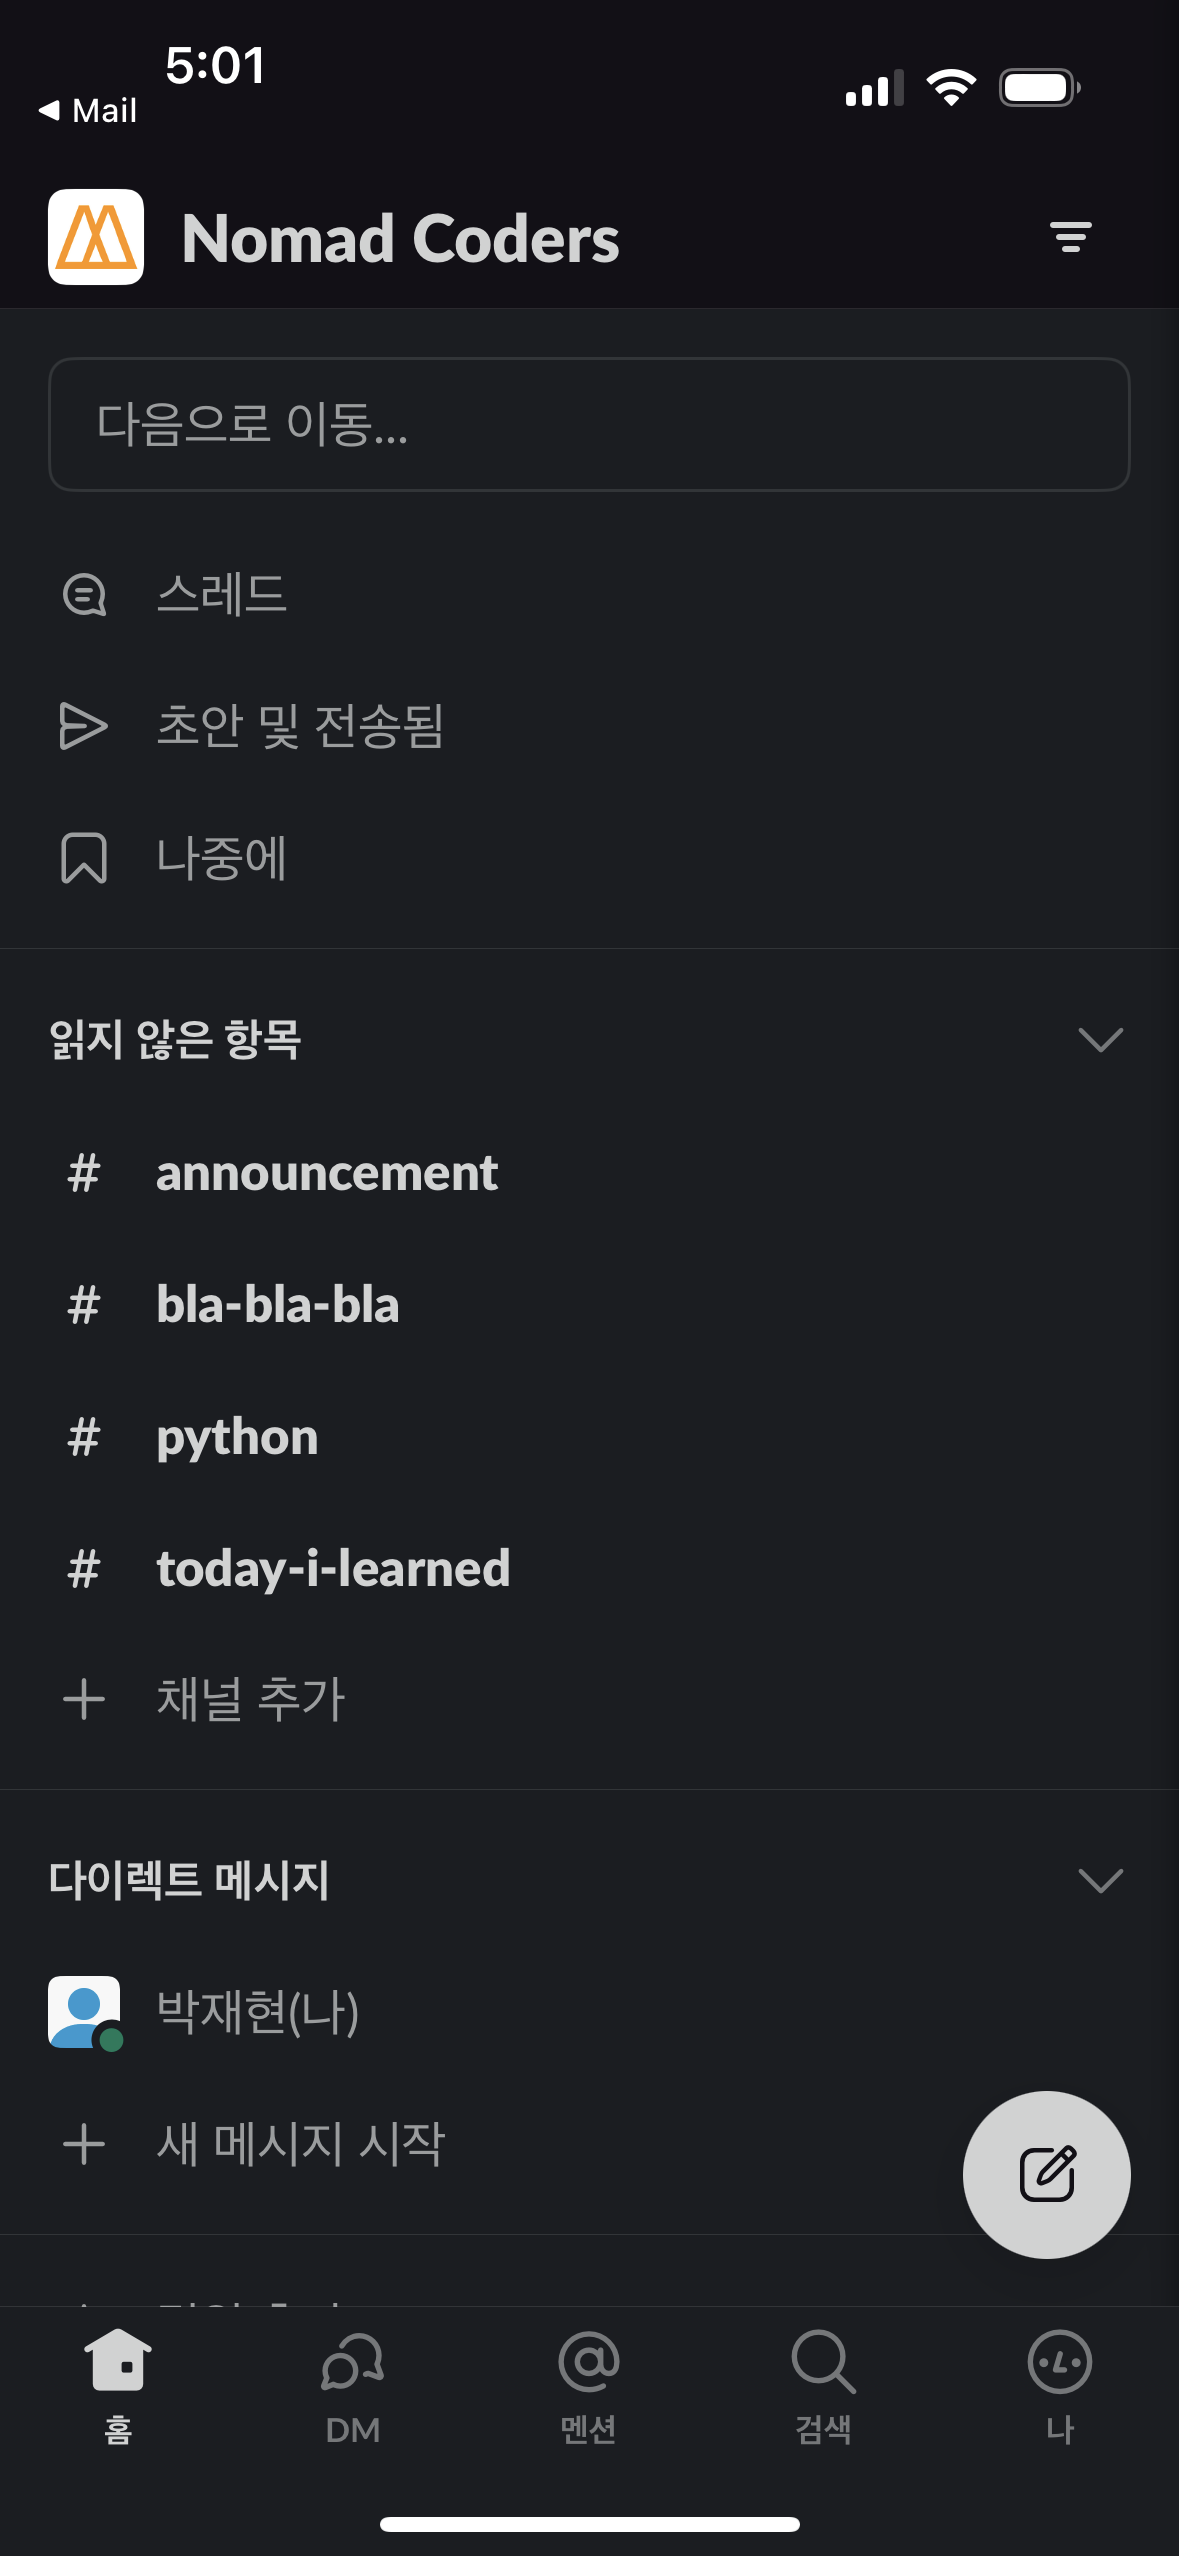 5:01
◀ Mail
Nomad Coders
다음으로 이동...
스레드
초안 및 전송됨
나중에
읽지 않은 항목
# announcement
# bla-bla-bla
# python
# today-i-learned
+ 채널 추가
다이렉트 메시지
박재현(나)
+ 새 메시지 시작
홈
DM
멘션
검색
나